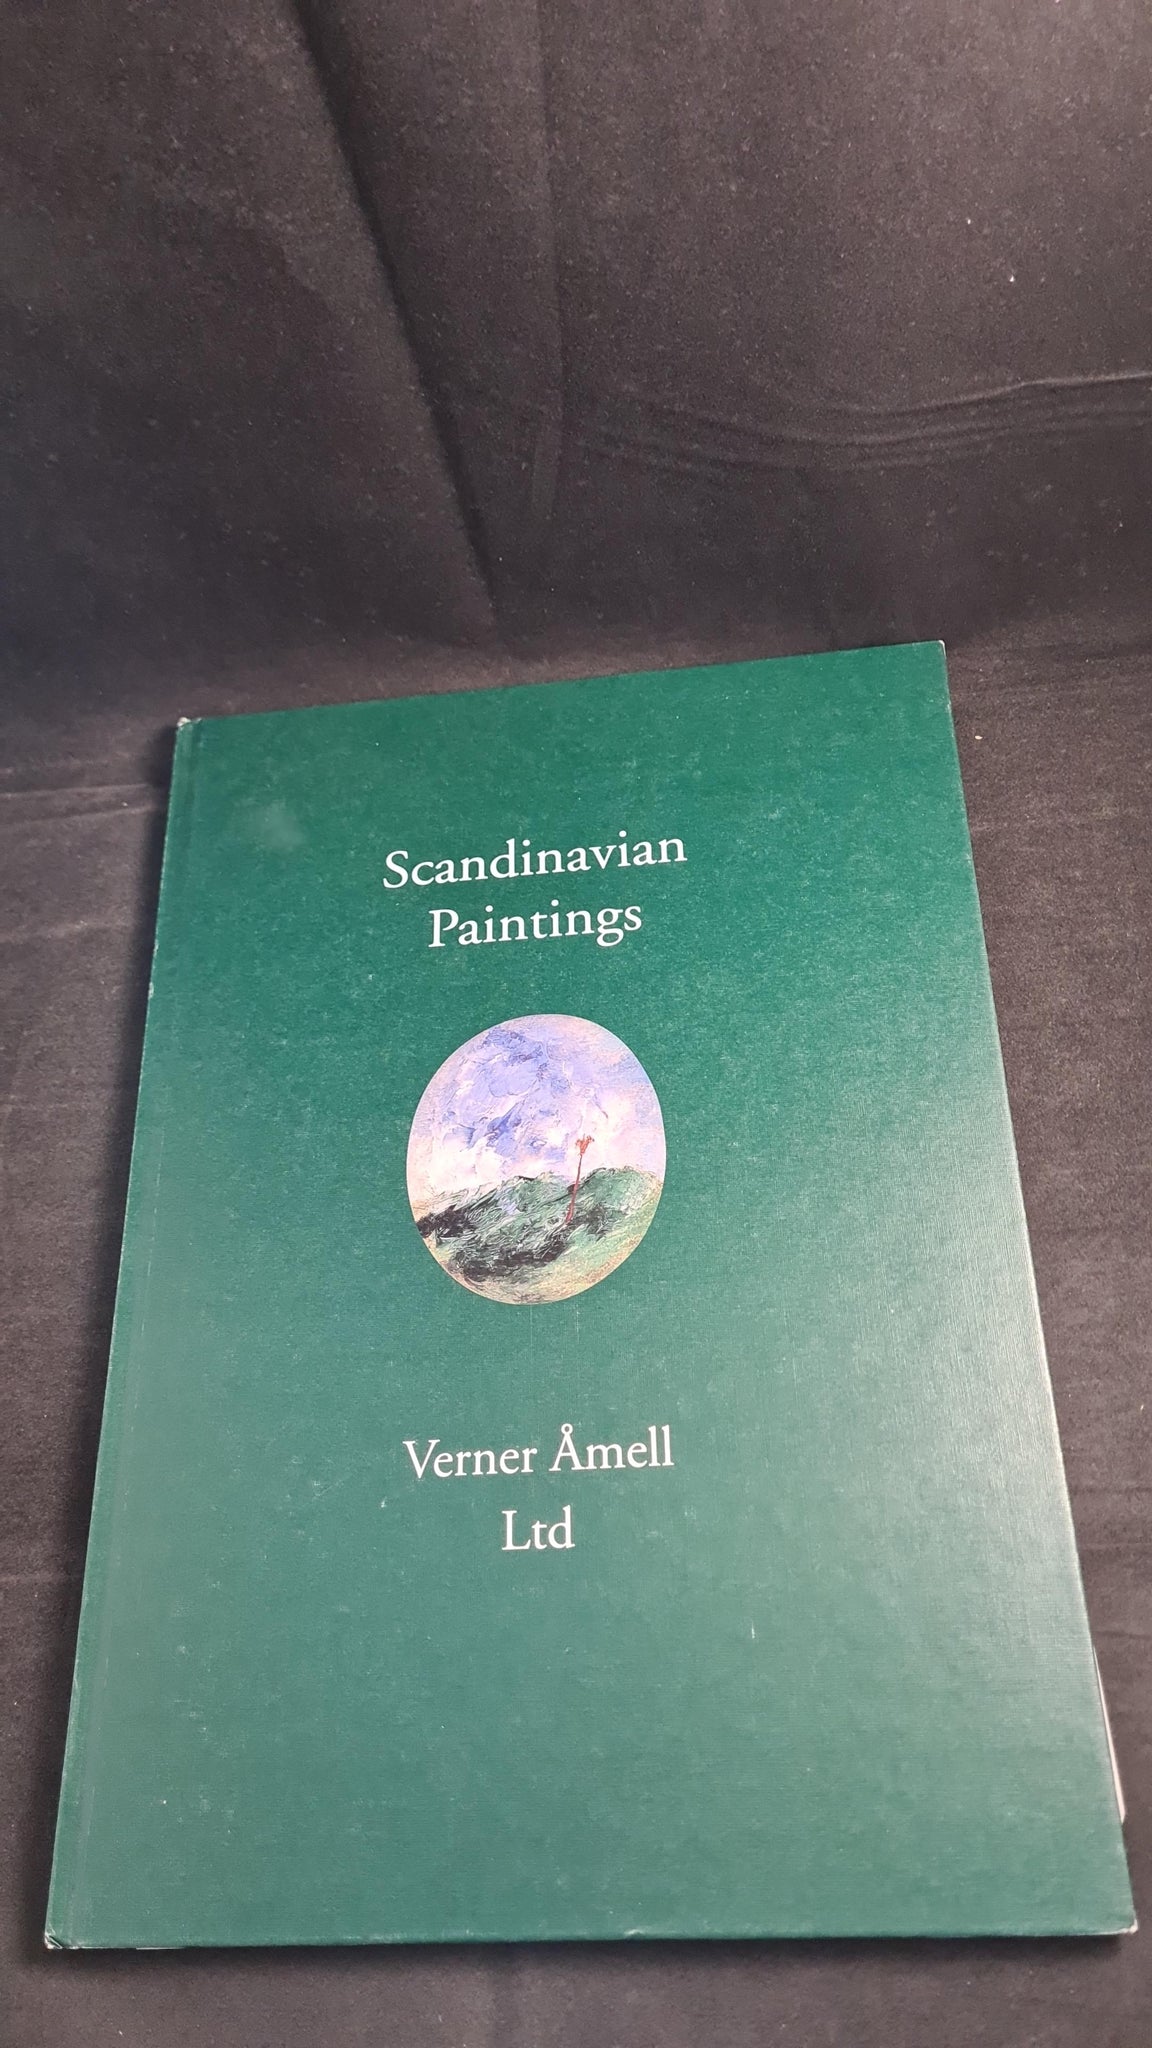 Scandinavian
Paintings
Verner Åmell
Ltd